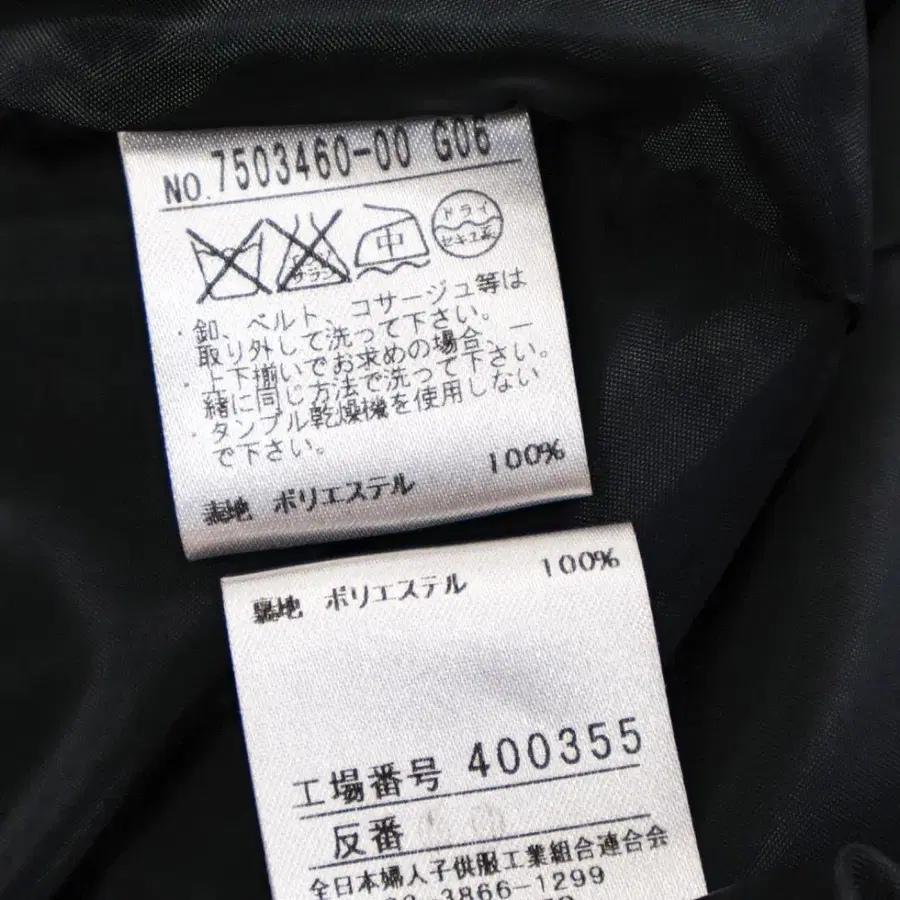 NO. 7503460-00 G06
中
ドライ
セキユ系
・釦、ベルト、コサージュ等は
取り外して洗って下さい。
・上下揃いでお求めの場合、一
緒に同じ方法で洗って下さい。
・タンブル乾燥機を使用しない
で下さい。
表地 ポリエステル 100%
裏地 ポリエステル 100%
工場番号 400355
反番
全日本婦人子供服工業組合連合会
3866-1299